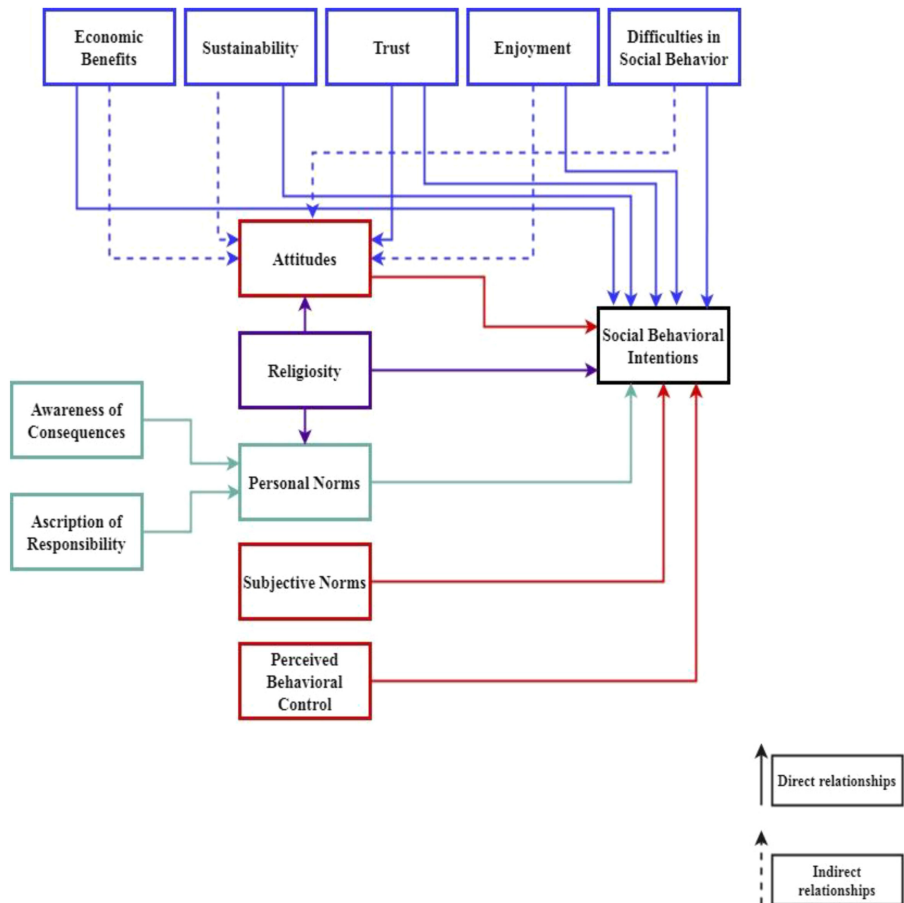 Economic
Benefits
Sustainability
Trust
Enjoyment
Difficulties in
Social Behavior
Attitudes
Social Behavioral
Intentions
Religiosity
Awareness of
Consequences
Personal Norms
Ascription of
Responsibility
Subjective Norms
Perceived
Behavioral
Control
Direct relationships
Indirect
relationships